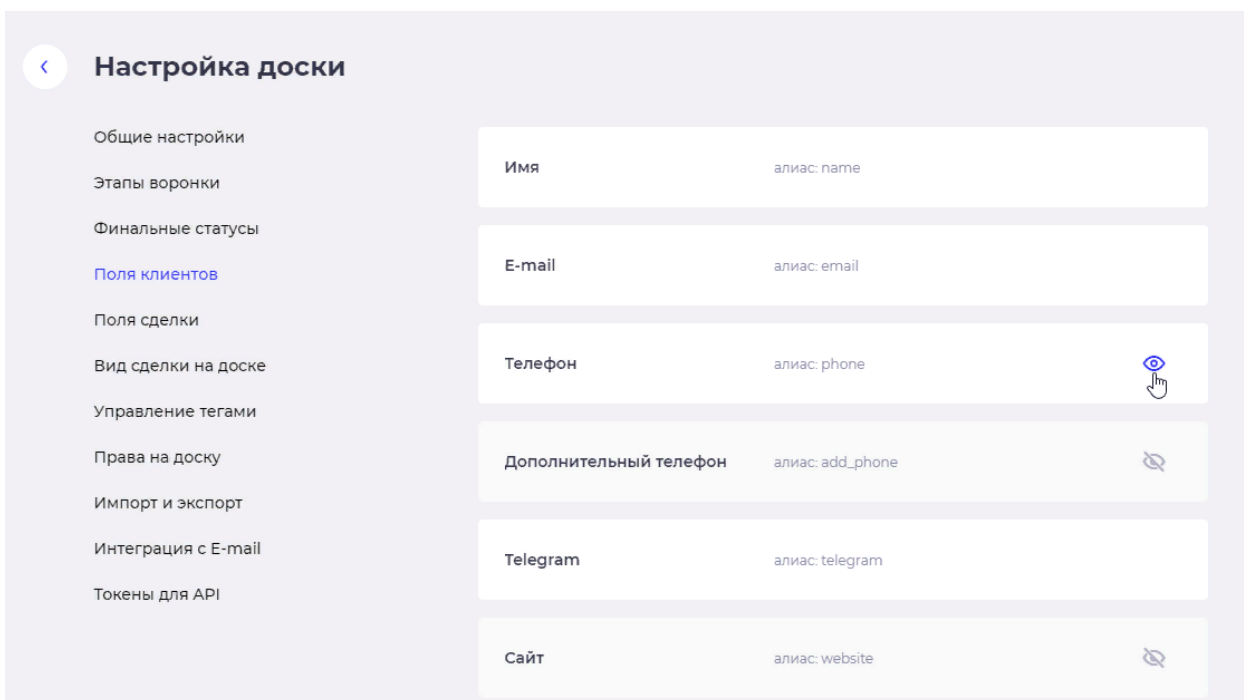 Настройка доски
Общие настройки
Этапы воронки
Финальные статусы
Поля клиентов
Поля сделки
Вид сделки на доске
Управление тегами
Права на доску
Импорт и экспорт
Интеграция с E-mail
Токены для API
Имя алиас: name
E-mail алиас: email
Телефон алиас: phone
Дополнительный телефон алиас: add_phone
Telegram алиас: telegram
Сайт алиас: website